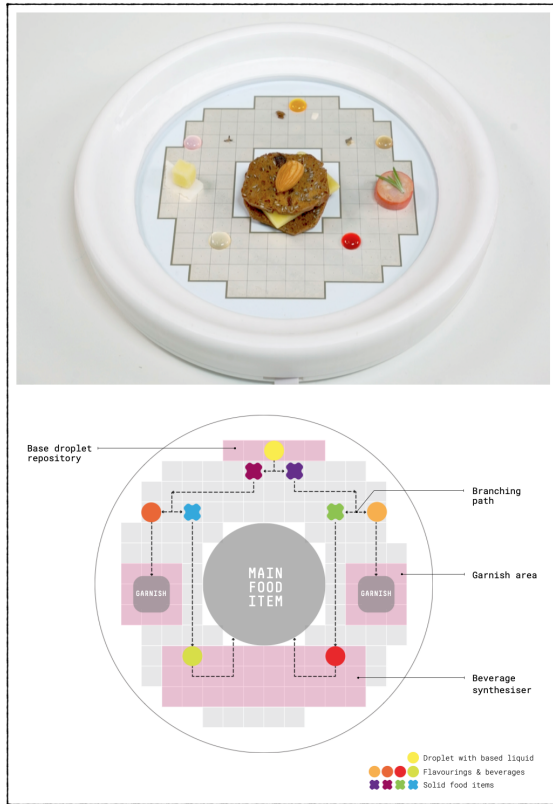 Base droplet
repository
Branching
path
MAIN
FOOD
ITEM
GARNISH
GARNISH
Garnish area
Beverage
synthesiser
Droplet with based liquid
Flavourings & beverages
Solid food items